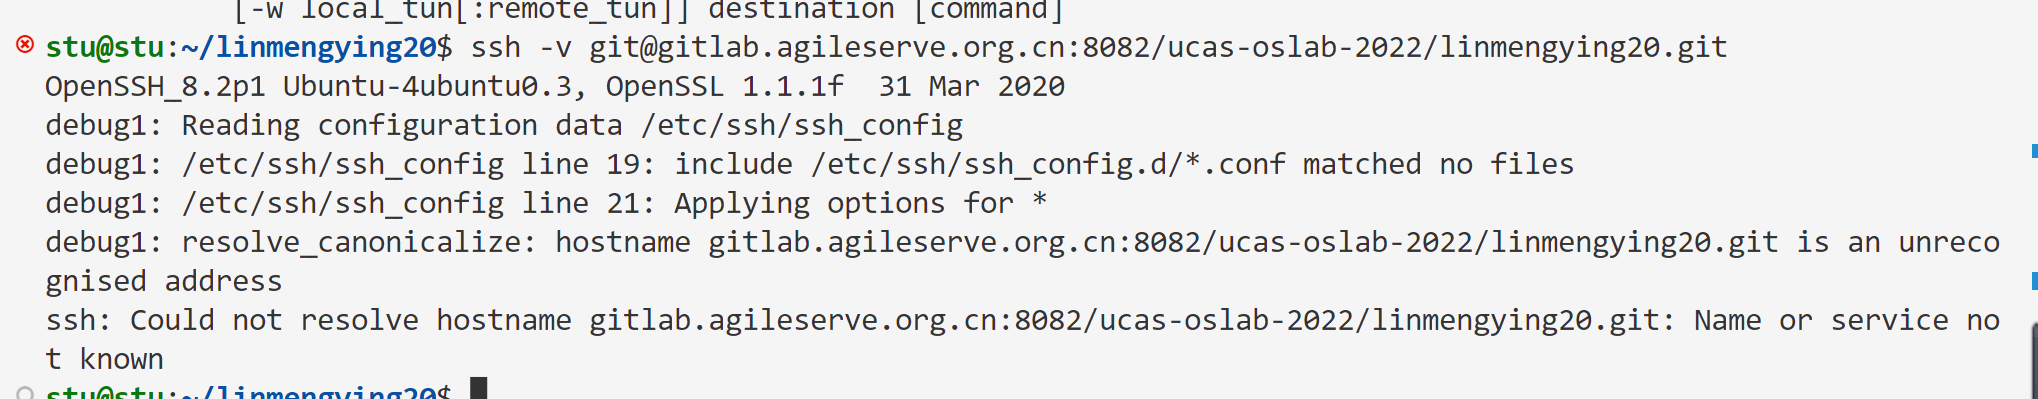 [-w local_tun[:remote_tun]] destination [command]
stu@stu:~/linmengying20$ ssh -v git@gitlab.agileserve.org.cn:8082/ucas-oslab-2022/linmengying20.git
OpenSSH_8.2p1 Ubuntu-4ubuntu0.3, OpenSSL 1.1.1f  31 Mar 2020
debug1: Reading configuration data /etc/ssh/ssh_config
debug1: /etc/ssh/ssh_config line 19: include /etc/ssh/ssh_config.d/*.conf matched no files
debug1: /etc/ssh/ssh_config line 21: Applying options for *
debug1: resolve_canonicalize: hostname gitlab.agileserve.org.cn:8082/ucas-oslab-2022/linmengying20.git is an unreco
gnised address
ssh: Could not resolve hostname gitlab.agileserve.org.cn:8082/ucas-oslab-2022/linmengying20.git: Name or service no
t known
stu@stu:~/linmengying20$